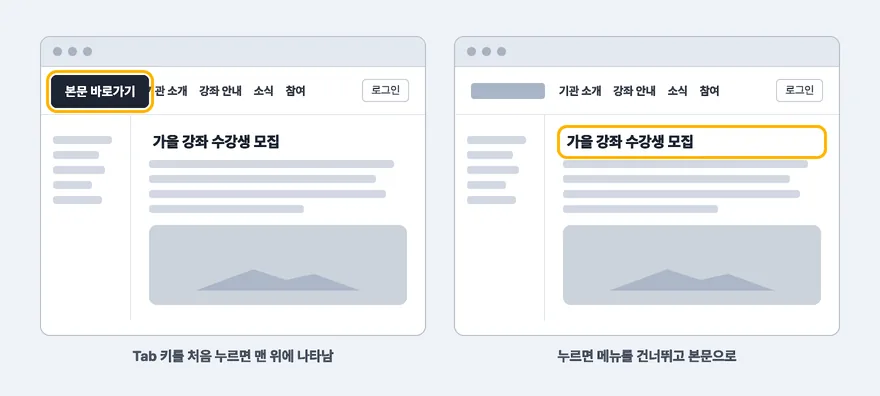 본문 바로가기
관 소개 강좌 안내 소식 참여
로그인
가을 강좌 수강생 모집
Tab 키를 처음 누르면 맨 위에 나타남
기관 소개 강좌 안내 소식 참여
로그인
가을 강좌 수강생 모집
누르면 메뉴를 건너뛰고 본문으로